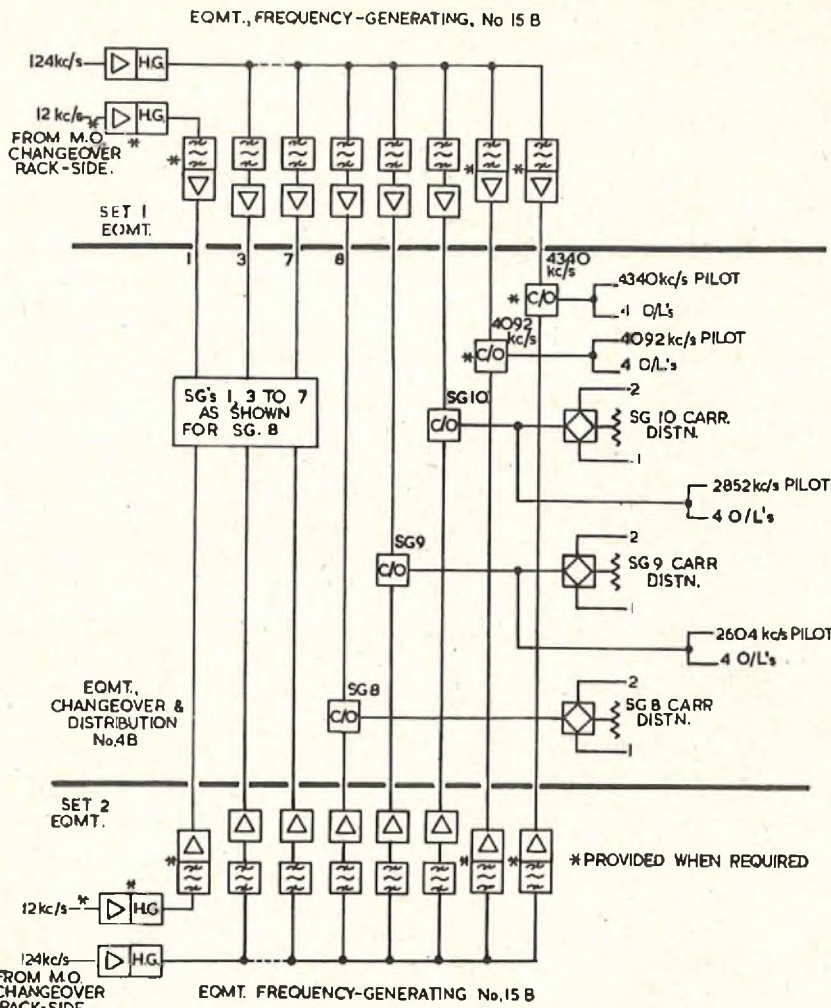 EQMT., FREQUENCY-GENERATING, No 15 B
124kc/s
H.G.
12 kc/s
*
H.G.
*
FROM M.O.
CHANGEOVER
RACK-SIDE.
*
*
*
SET 1
EQMT.
1
3
7
8
4340
kc/s
* C/O
4340kc/s PILOT
4 O/L's
4092
kc/s
* C/O
4092kc/s PILOT
4 O/L's
SG's 1, 3 TO 7
AS SHOWN
FOR SG. 8
SG10
C/O
2
SG 10 CARR.
DISTN.
1
2852kc/s PILOT
4 O/L's
SG9
C/O
2
SG 9 CARR
DISTN.
1
2604 kc/s PILOT
4 O/L's
EQMT.,
CHANGEOVER &
DISTRIBUTION
No,4B
SG8
C/O
2
SG 8 CARR
DISTN.
1
SET 2
EQMT.
*
*
*
*PROVIDED WHEN REQUIRED
12kc/s
*
*
H.G.
124kc/s
H.G.
FROM M.O.
CHANGEOVER
RACK-SIDE
EQMT. FREQUENCY-GENERATING No,15 B